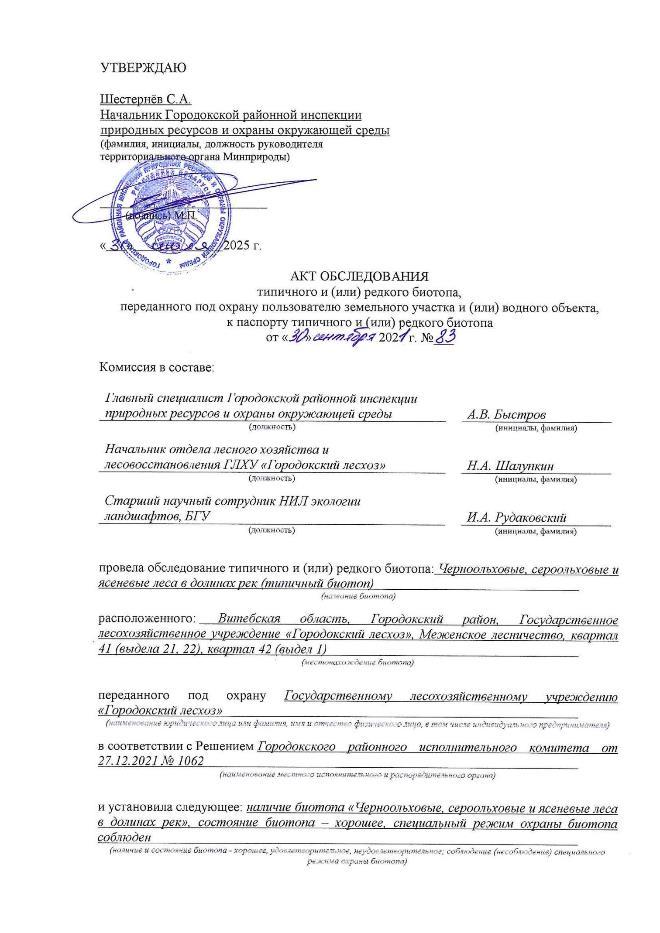 УТВЕРЖДАЮ
Шестернёв С.А.
Начальник Городокской районной инспекции
природных ресурсов и охраны окружающей среды
(фамилия, инициалы, должность руководителя
территориального органа Минприроды)
(подпись) М.П.
2025 г.
АКТ ОБСЛЕДОВАНИЯ
типичного и (или) редкого биотопа,
переданного под охрану пользователю земельного участка и (или) водного объекта,
к паспорту типичного и (или) редкого биотопа
от «30» сентября 2021 г. № 83
Комиссия в составе:
Главный специалист Городокской районной инспекции
природных ресурсов и охраны окружающей среды А.В. Быстров
(должность) (инициалы, фамилия)
Начальник отдела лесного хозяйства и
лесовосстановления ГЛХУ «Городокский лесхоз» Н.А. Шалупкин
(должность) (инициалы, фамилия)
Старший научный сотрудник НИЛ экологии
ландшафтов, БГУ И.А. Рудаковский
(должность) (инициалы, фамилия)
провела обследование типичного и (или) редкого биотопа: Черноольховые, сероольховые и
ясеневые леса в долинах рек (типичный биотоп)
(название биотопа)
расположенного: Витебская область, Городокский район, Государственное
лесохозяйственное учреждение «Городокский лесхоз», Меженское лесничество, квартал
41 (выдела 21, 22), квартал 42 (выдел 1)
(местонахождение биотопа)
переданного под охрану Государственному лесохозяйственному учреждению
«Городокский лесхоз»
(наименование юридического лица или фамилия, имя и отчество физического лица, в том числе индивидуального предпринимателя)
в соответствии с Решением Городокского районного исполнительного комитета от
27.12.2021 № 1062
(наименование местного исполнительного и распорядительного органа)
и установила следующее: наличие биотопа «Черноольховые, сероольховые и ясеневые леса
в долинах рек», состояние биотопа – хорошее, специальный режим охраны биотопа
соблюден
(наличие и состояние биотопа - хорошее, удовлетворительное, неудовлетворительное; соблюдение (несоблюдение) специального
режима охраны биотопа)